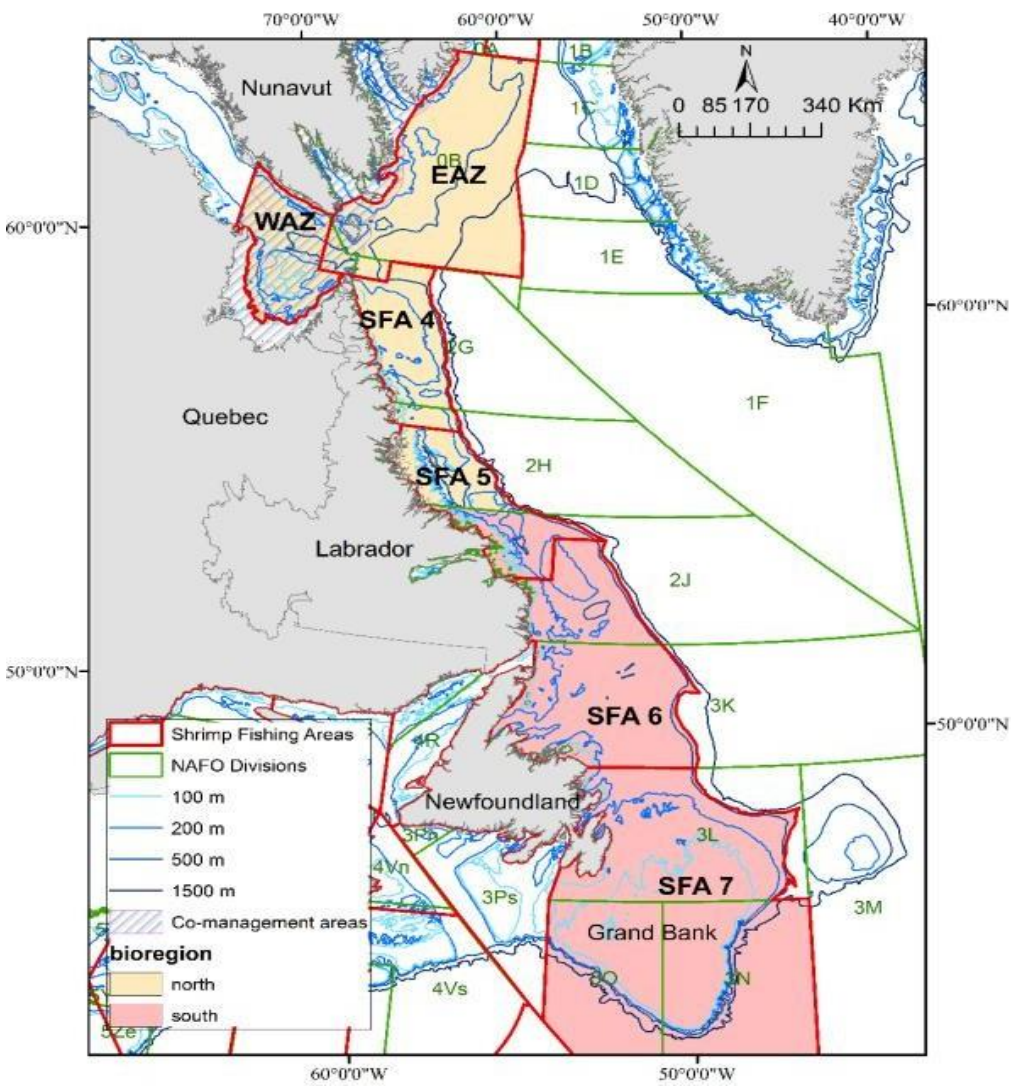 70°0'0"W 60°0'0"W 50°0'0"W 40°0'0"W
0A
1B
Nunavut
N
0 85 170 340 Km
1C
0B
EAZ
1D
WAZ
60°0'0"N
1E
60°0'0"N
SFA 4
2G
1F
Quebec
2H
SFA 5
Labrador
2J
50°0'0"N
SFA 6
3K
50°0'0"N
Shrimp Fishing Areas
NAFO Divisions
4R
100 m
Newfoundland
200 m
3L
3Pn
500 m
4Vn
SFA 7
1500 m
3Ps
3M
Co-management areas
Grand Bank
bioregion
north
3O
3N
4Vs
south
5Ze
60°0'0"W 50°0'0"W